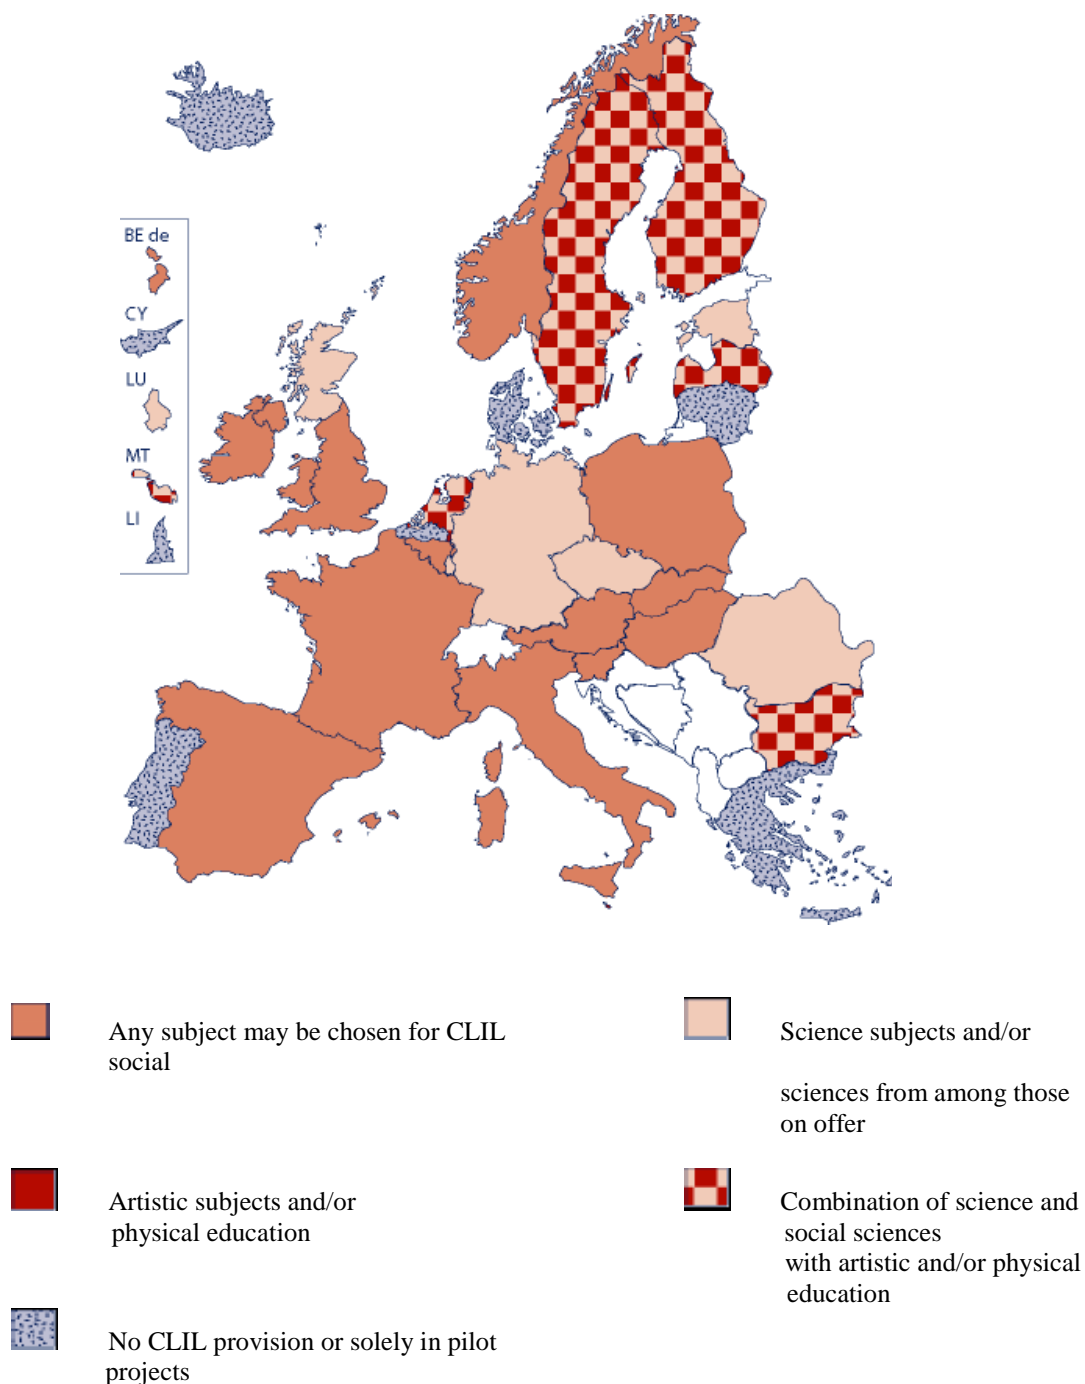 BE de
CY
LU
MT
LI
Any subject may be chosen for CLIL
social
Science subjects and/or
sciences from among those
on offer
Artistic subjects and/or
physical education
Combination of science and
social sciences
with artistic and/or physical
education
No CLIL provision or solely in pilot
projects